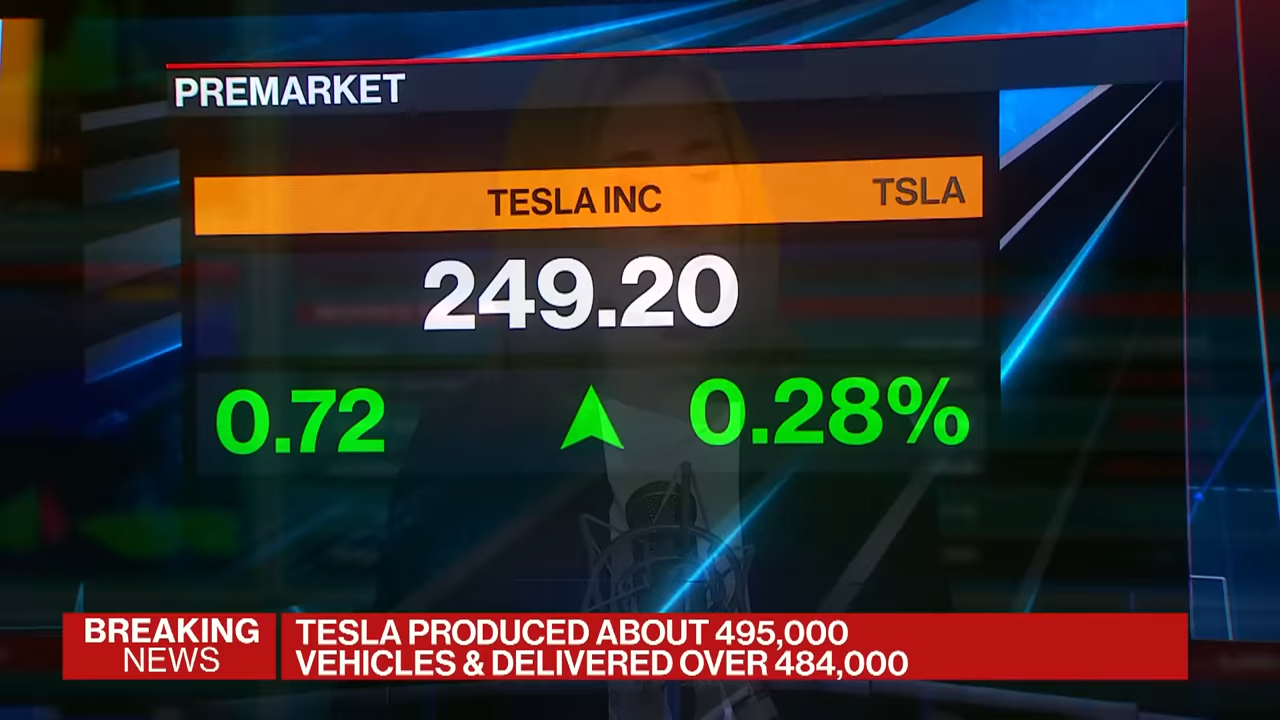 PREMARKET
TESLA INC TSLA
249.20
0.72 0.28%
BREAKING
NEWS
TESLA PRODUCED ABOUT 495,000
VEHICLES & DELIVERED OVER 484,000